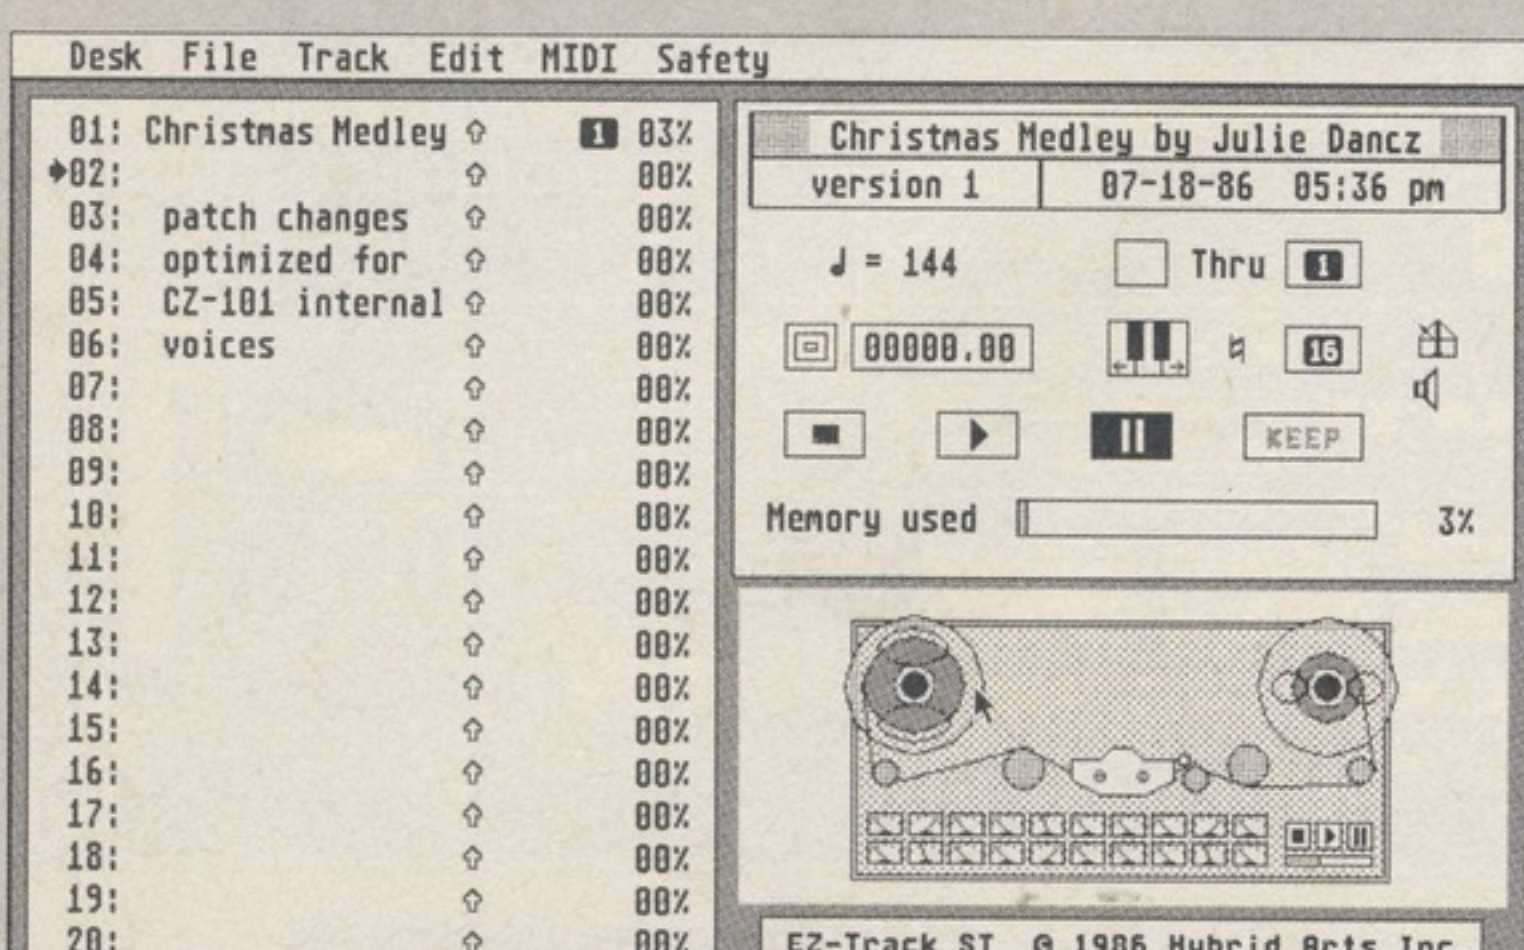 Desk File Track Edit MIDI Safety
01: Christmas Medley ⇧ 1 03%
02: ⇧ 00%
03: patch changes ⇧ 00%
04: optimized for ⇧ 00%
05: CZ-101 internal ⇧ 00%
06: voices ⇧ 00%
07: ⇧ 00%
08: ⇧ 00%
09: ⇧ 00%
10: ⇧ 00%
11: ⇧ 00%
12: ⇧ 00%
13: ⇧ 00%
14: ⇧ 00%
15: ⇧ 00%
16: ⇧ 00%
17: ⇧ 00%
18: ⇧ 00%
19: ⇧ 00%
20: ⇧ 00%
Christmas Medley by Julie Dancz
version 1 07-18-86 05:36 pm
♩ = 144 Thru 1
00000.00 ♮ 16
KEEP
Memory used 3%
EZ-Track ST © 1986 Hybrid Arts Inc